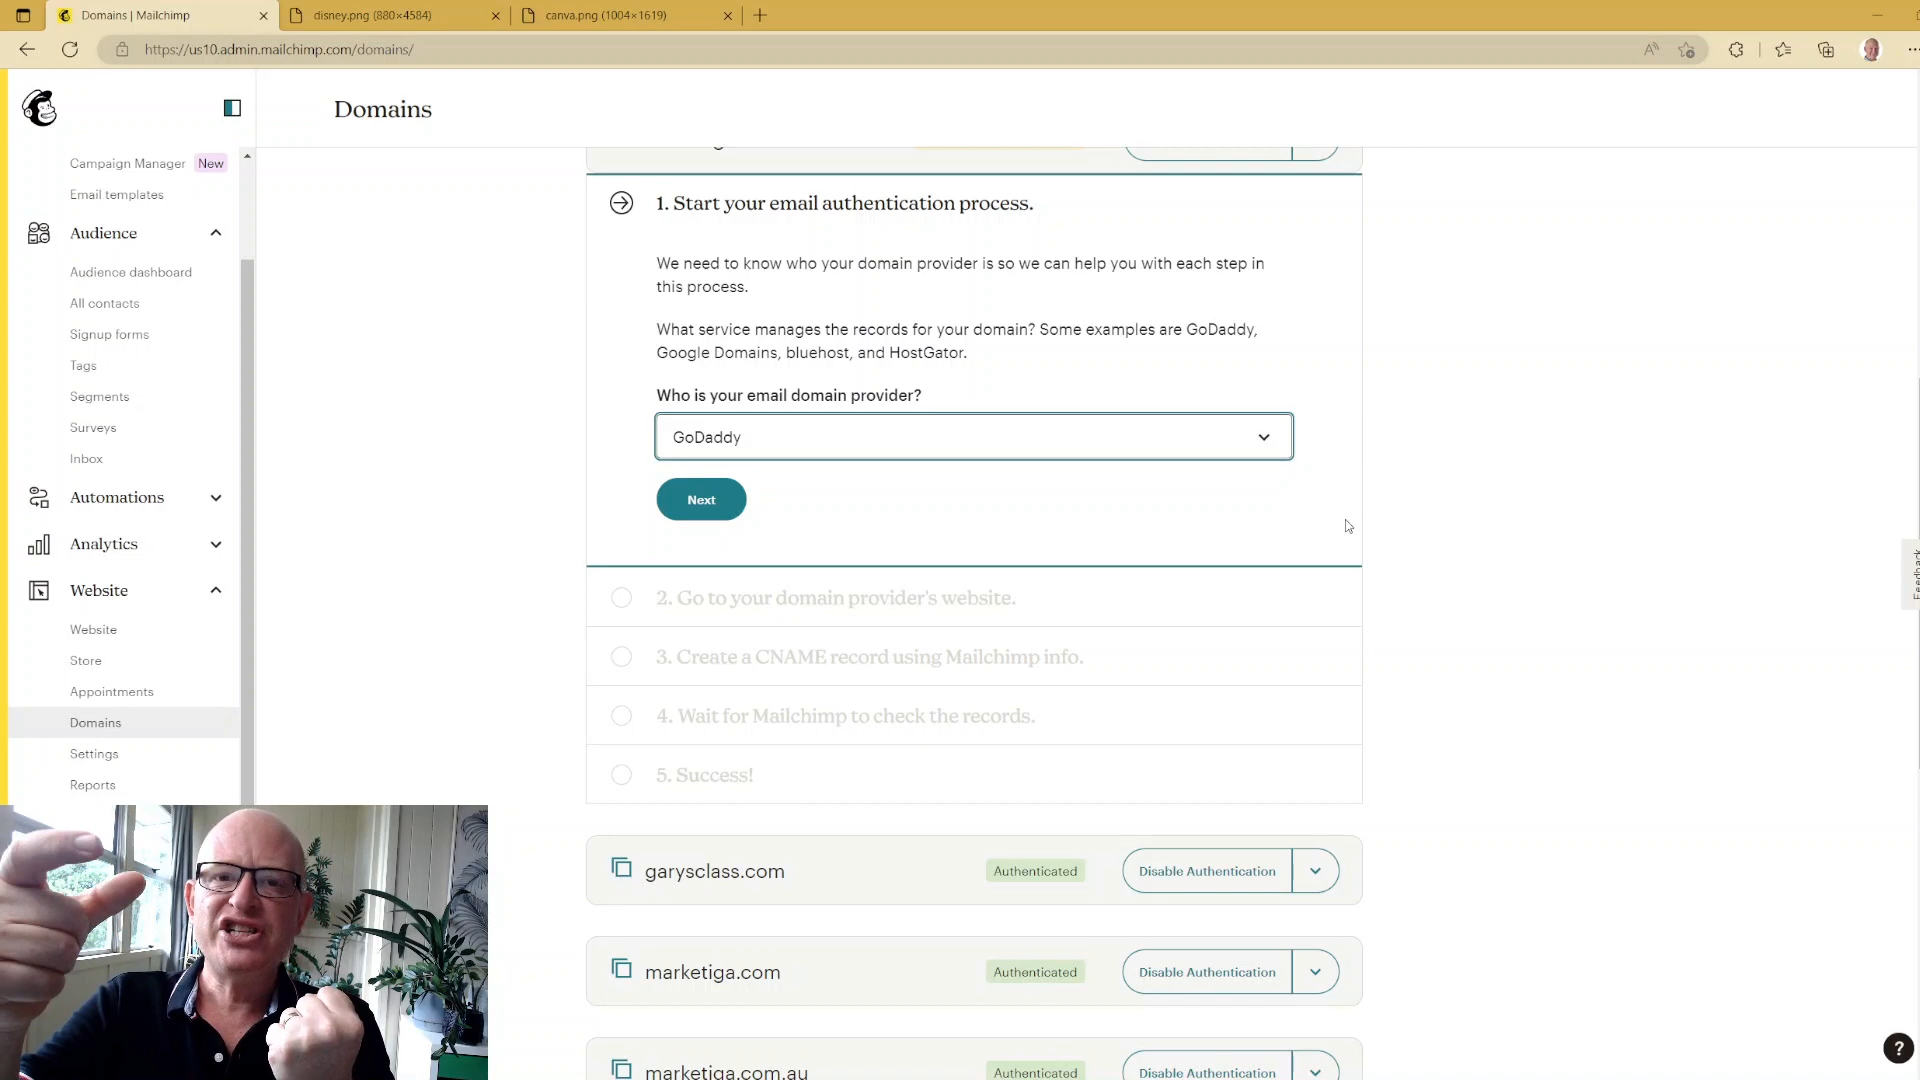 Domains | Mailchimp
disney.png (880×4584)
canva.png (1004×1619)
https://us10.admin.mailchimp.com/domains/
Domains
Campaign Manager New
Email templates
Audience
Audience dashboard
All contacts
Signup forms
Tags
Segments
Surveys
Inbox
Automations
Analytics
Website
Website
Store
Appointments
Domains
Settings
Reports
1. Start your email authentication process.
We need to know who your domain provider is so we can help you with each step in
this process.
What service manages the records for your domain? Some examples are GoDaddy,
Google Domains, bluehost, and HostGator.
Who is your email domain provider?
GoDaddy
Next
2. Go to your domain provider's website.
3. Create a CNAME record using Mailchimp info.
4. Wait for Mailchimp to check the records.
5. Success!
garysclass.com Authenticated Disable Authentication
marketiga.com Authenticated Disable Authentication
marketiga.com.au Authenticated Disable Authentication
Feedback
?